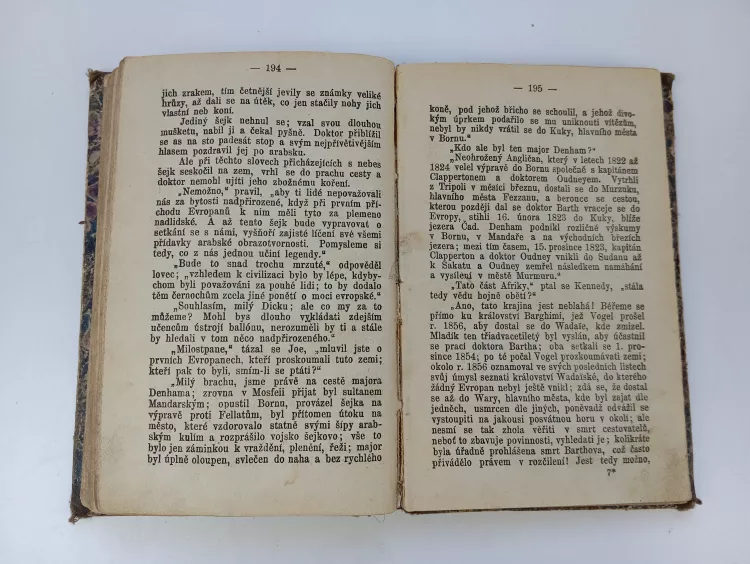 — 194 —
jich zrakem, tím četnější jevily se známky veliké
hrůzy, až dali se na útěk, co jen stačily nohy jich
vlastní neb koní.
Jediný šejk nehnul se; vzal svou dlouhou
mušketu, nabil ji a čekal pyšně. Doktor přiblížil
se as na sto padesát stop a svým nejpřívětivějším
hlasem pozdravil jej po arabsku.
Ale při těchto slovech přicházejících s nebes
šejk seskočil na zem, vrhl se do prachu cesty a
doktor nemohl ujíti jeho zbožnému koření.
„Nemožno,“ pravil, „aby ti lidé nepovažovali
nás za bytosti nadpřirozené, když při prvním pří-
chodu Evropanů k nim měli tyto za plemeno
nadlidské. A až tento šejk bude vypravovat o
setkání se s námi, vyšňoří zajisté líčení své všemi
přídavky arabské obrazotvornosti. Pomysleme si
tedy, co z nás jednou učiní legendy.“
„Bude to snad trochu mrzuté,“ odpověděl
lovec; „vzhledem k civilizaci bylo by lépe, kdyby-
chom byli považováni za pouhé lidi; to by dodalo
těm černochům zcela jiné ponětí o moci evropské.“
„Souhlasím, milý Dicku; ale co my za to
můžeme? Mohl bys dlouho vykládati zdejším
učencům ústrojí ballónu, nerozuměli by ti a stále
by hledali v tom něco nadpřirozeného.“
„Milostpane,“ tázal se Joe, „mluvil jste o
prvních Evropanech, kteří proskoumali tuto zemi;
kteří pak to byli, smím-li se ptáti?“
„Milý brachu, jsme právě na cestě majora
Denhama; zrovna v Mosfeii přijat byl sultanem
Mandarským; opustil Bornu, provázel šejka na
výpravě proti Fellatům, byl přítomen útoku na
město, které vzdorovalo statně svými šípy arab-
ským kulím a rozprášilo vojsko šejkovo; vše to
bylo jen záminkou k vraždění, plenění, řeži; major
byl úplně oloupen, svlečen do naha a bez rychlého
— 195 —
koně, pod jehož břicho se schoulil, a jehož divo-
kým úprkem podařilo se mu uniknouti vítězům,
nebyl by nikdy vrátil se do Kuky, hlavního města
v Bornu.“
„Kdo ale byl ten major Denham?“
„Neohrožený Angličan, který v letech 1822 až
1824 velel výpravě do Bornu společně s kapitánem
Clappertonem a doktorem Oudneyem. Vytrhli
z Tripoli v měsíci březnu, dostali se do Murzuku,
hlavního města Fezzanu, a berouce se cestou,
kterou později dal se doktor Barth vraceje se do
Evropy, stihli 16. února 1823 do Kuky, blíže
jezera Čad. Denham podnikl rozličné výskumy
v Bornu, v Mandaře a na východních březích
jezera; mezi tím časem, 15. prosince 1823, kapitán
Clapperton a doktor Oudney vnikli do Sudanu až
k Sakatu a Oudney zemřel následkem namáhání
a vysílení v městě Murmuru.“
„Tato část Afriky,“ ptal se Kennedy, „stála
tedy vědu hojně obětí?“
„Ano, tato krajina jest neblahá! Béřeme se
přímo ku království Barghimi, jež Vogel prošel
r. 1856, aby dostal se do Wadaïe, kde zmizel.
Mladík ten třiadvacetiletý byl vyslán, aby účastnil
se prací doktora Bartha; oba setkali se 1. pro-
since 1854; po té počal Vogel prozkoumávati zemi;
okolo r. 1856 oznamoval ve svých posledních listech
svůj úmysl seznati království Wadaïské, do kterého
žádný Evropan nebyl ještě vnikl; zdá se, že dostal
se až do Wary, hlavního města, kde byl zajat dle
jedněch, usmrcen dle jiných, poněvadž odvážil se
vystoupiti na jakousi posvátnou horu v okolí; ale
nesmí se tak zhola věřiti v smrt cestovatelů,
neboť to zbavuje povinnosti, vyhledati je; kolikráte
byla úředně prohlášena smrt Barthova, což často
přivádělo právem v rozčilení! Jest tedy možno,
7*